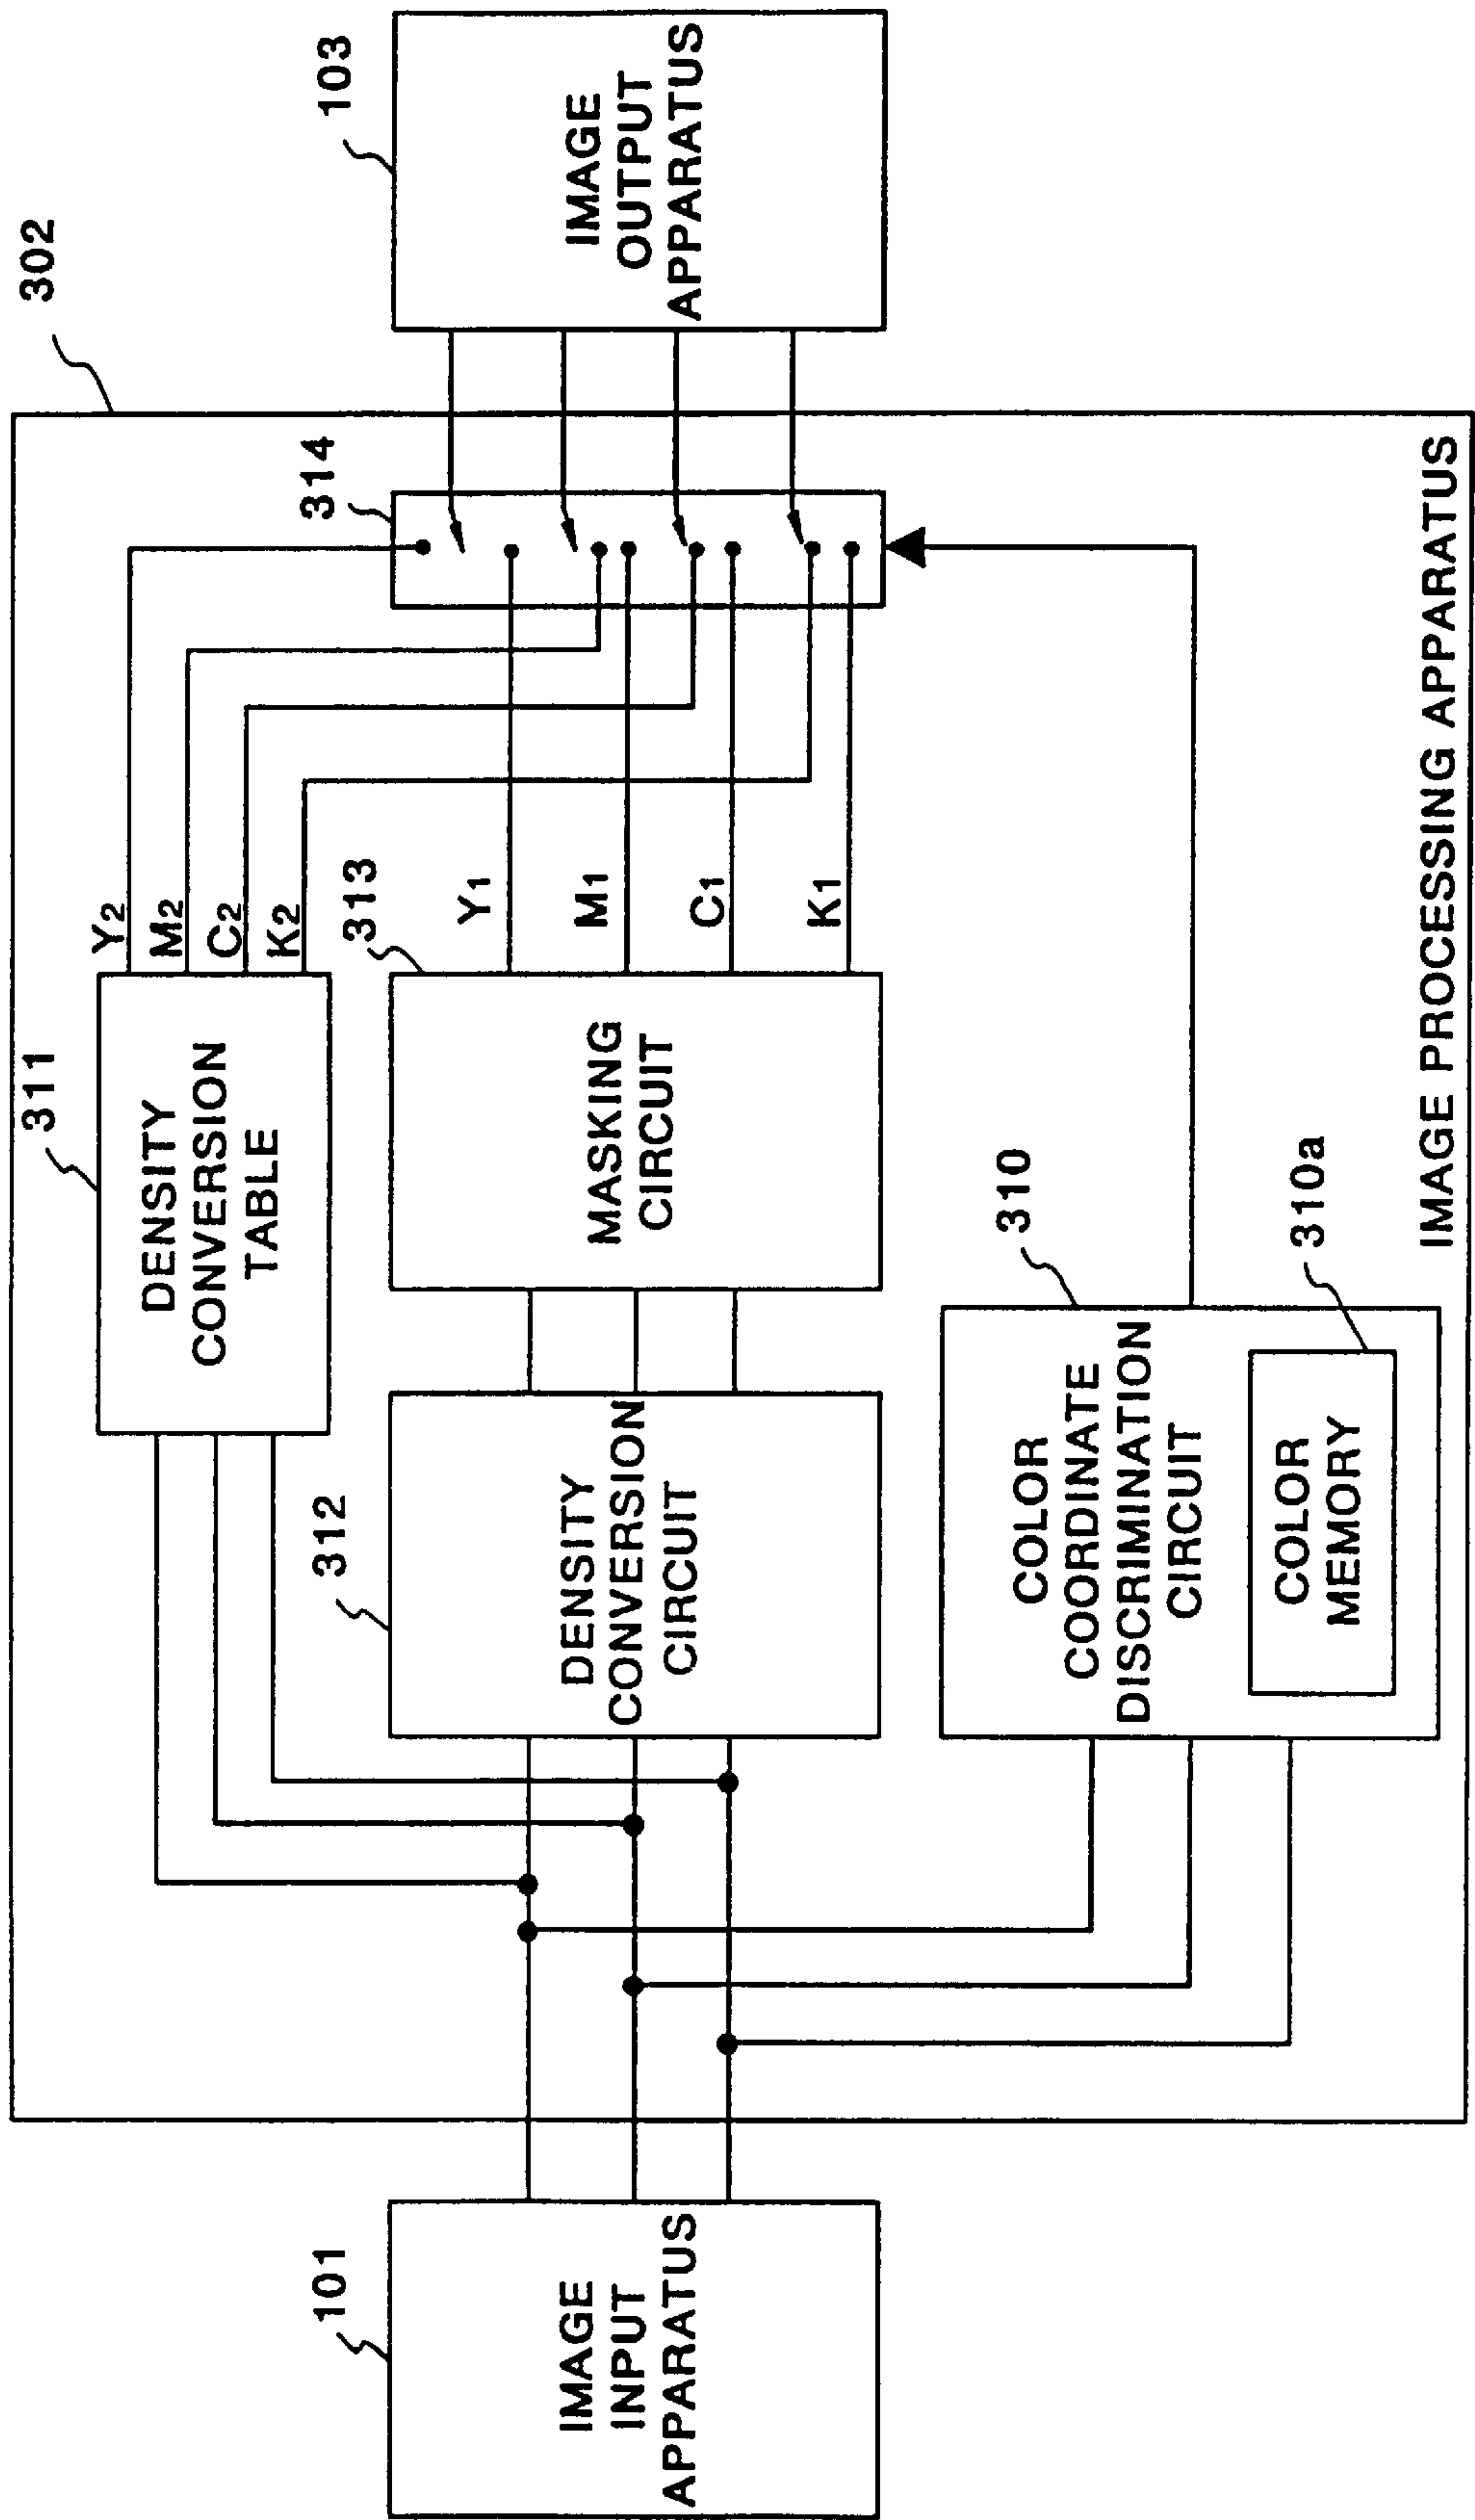 101
IMAGE
INPUT
APPARATUS
302
311
DENSITY
CONVERSION
TABLE
Y2
M2
C2
K2
312
DENSITY
CONVERSION
CIRCUIT
313
MASKING
CIRCUIT
Y1
M1
C1
K1
314
103
IMAGE
OUTPUT
APPARATUS
310
COLOR
COORDINATE
DISCRIMINATION
CIRCUIT
310a
COLOR
MEMORY
IMAGE PROCESSING APPARATUS